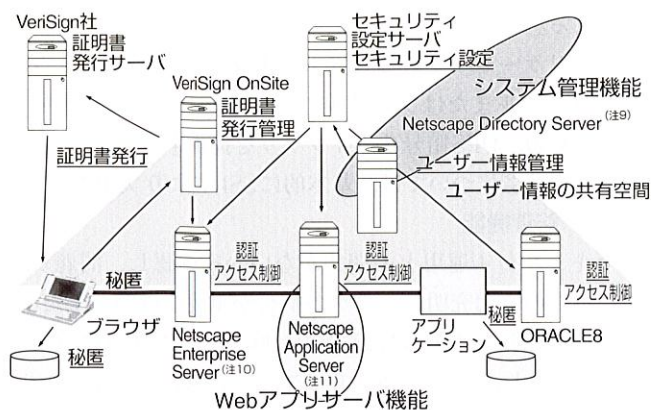 VeriSign社
証明書
発行サーバ
VeriSign OnSite
証明書
発行管理
セキュリティ
設定サーバ
セキュリティ設定
システム管理機能
Netscape Directory Server(注9)
ユーザー情報管理
ユーザー情報の共有空間
証明書発行
秘匿
認証
アクセス制御
認証
アクセス制御
認証
アクセス制御
秘匿
ブラウザ
秘匿
Netscape
Enterprise
Server(注10)
Netscape
Application
Server
(注11)
アプリ
ケーション
ORACLE8
Webアプリサーバ機能